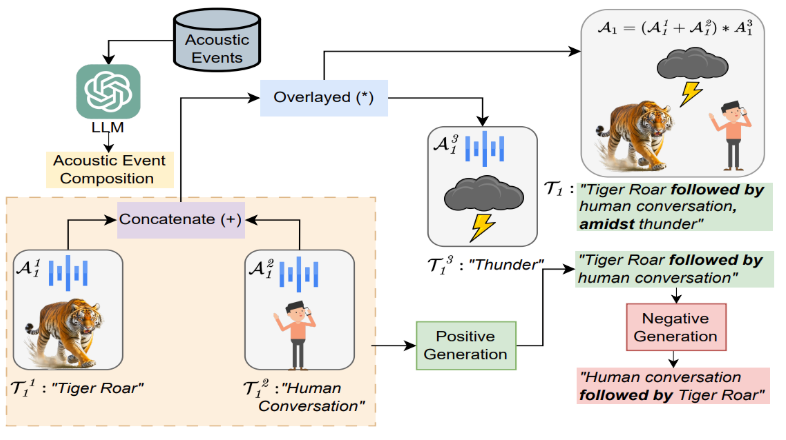 Acoustic
Events
LLM
Acoustic Event
Composition
Overlayed (*)
𝒜₁ = (𝒜₁¹ + 𝒜₁²) * A₁³
𝒜₁³
𝒯₁³ : "Thunder"
𝒯₁ : "Tiger Roar followed by
human conversation,
amidst thunder"
Concatenate (+)
𝒜₁¹
𝒯₁¹ : "Tiger Roar"
𝒜₁²
𝒯₁² : "Human
Conversation"
Positive
Generation
"Tiger Roar followed by
human conversation"
Negative
Generation
"Human conversation
followed by Tiger Roar"